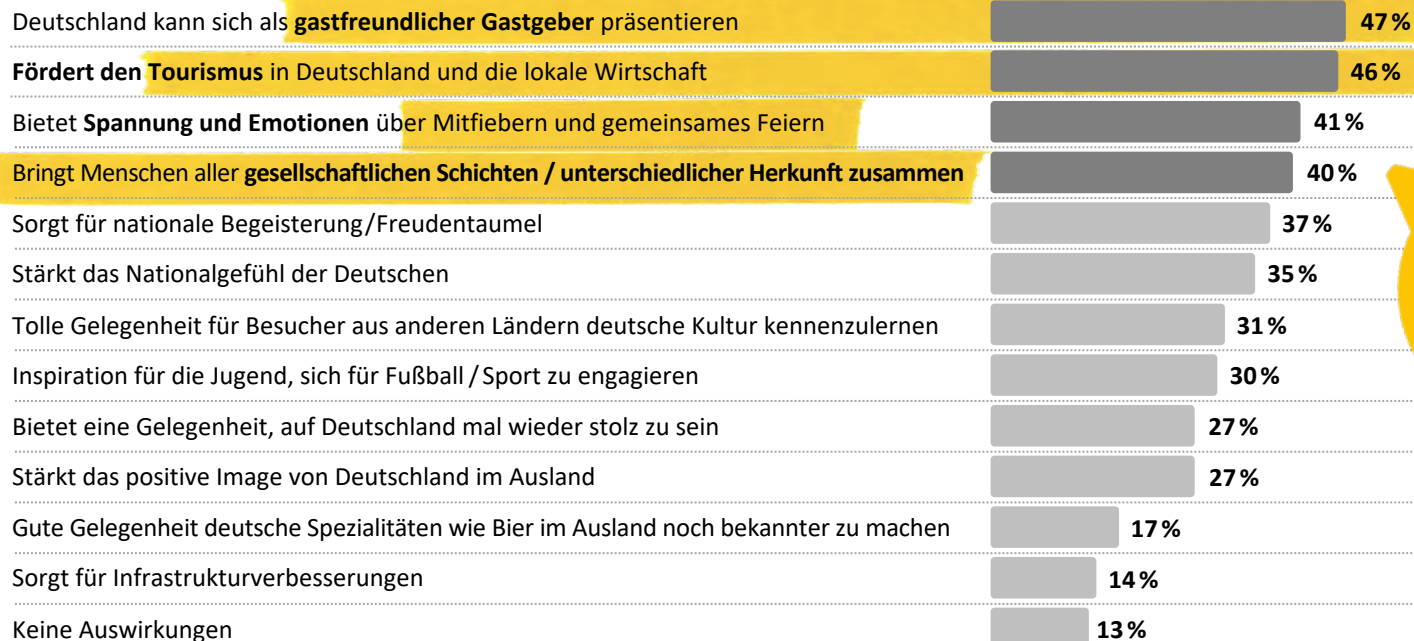 Deutschland kann sich als gastfreundlicher Gastgeber präsentieren 47%
Fördert den Tourismus in Deutschland und die lokale Wirtschaft 46%
Bietet Spannung und Emotionen über Mitfiebern und gemeinsames Feiern 41%
Bringt Menschen aller gesellschaftlichen Schichten / unterschiedlicher Herkunft zusammen 40%
Sorgt für nationale Begeisterung/Freudentaumel 37%
Stärkt das Nationalgefühl der Deutschen 35%
Tolle Gelegenheit für Besucher aus anderen Ländern deutsche Kultur kennenzulernen 31%
Inspiration für die Jugend, sich für Fußball / Sport zu engagieren 30%
Bietet eine Gelegenheit, auf Deutschland mal wieder stolz zu sein 27%
Stärkt das positive Image von Deutschland im Ausland 27%
Gute Gelegenheit deutsche Spezialitäten wie Bier im Ausland noch bekannter zu machen 17%
Sorgt für Infrastrukturverbesserungen 14%
Keine Auswirkungen 13%